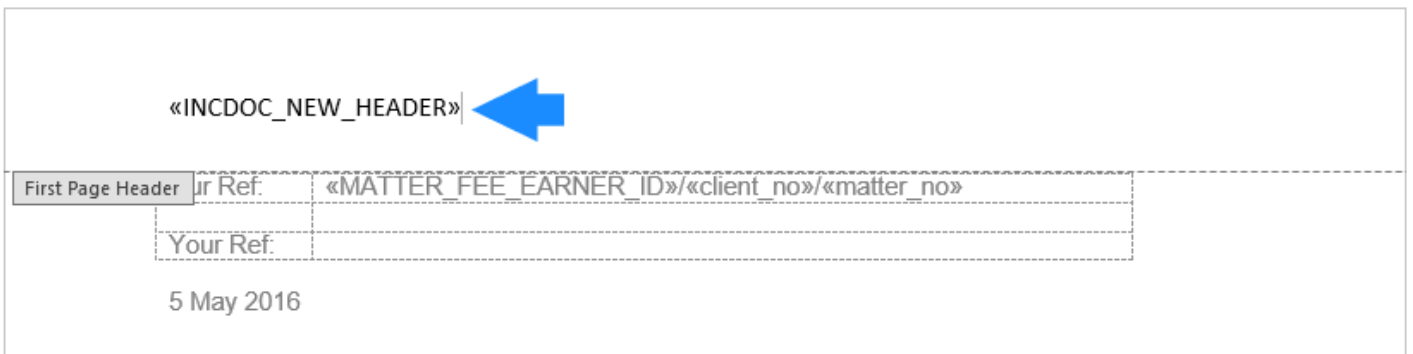 «INCDOC_NEW_HEADER»
First Page Header
ur Ref: «MATTER_FEE_EARNER_ID»/«client_no»/«matter_no»
Your Ref:
5 May 2016